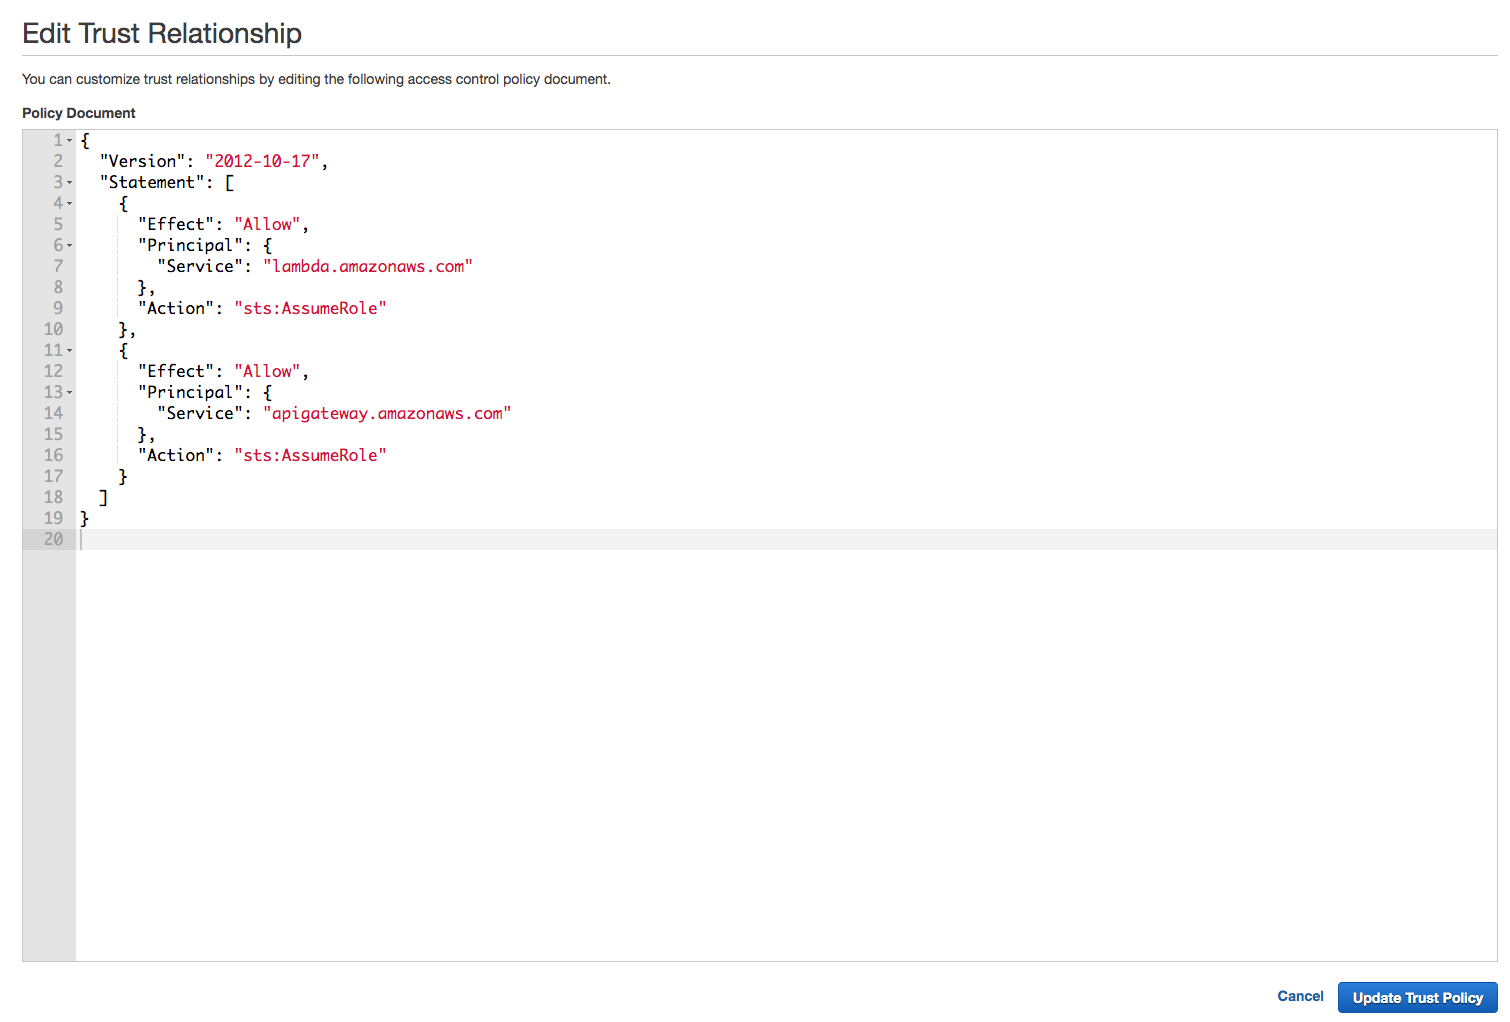 Edit Trust Relationship
You can customize trust relationships by editing the following access control policy document.
Policy Document
1 {
2   "Version": "2012-10-17",
3   "Statement": [
4     {
5       "Effect": "Allow",
6       "Principal": {
7         "Service": "lambda.amazonaws.com"
8       },
9       "Action": "sts:AssumeRole"
10     },
11     {
12       "Effect": "Allow",
13       "Principal": {
14         "Service": "apigateway.amazonaws.com"
15       },
16       "Action": "sts:AssumeRole"
17     }
18   ]
19 }
20
Cancel Update Trust Policy